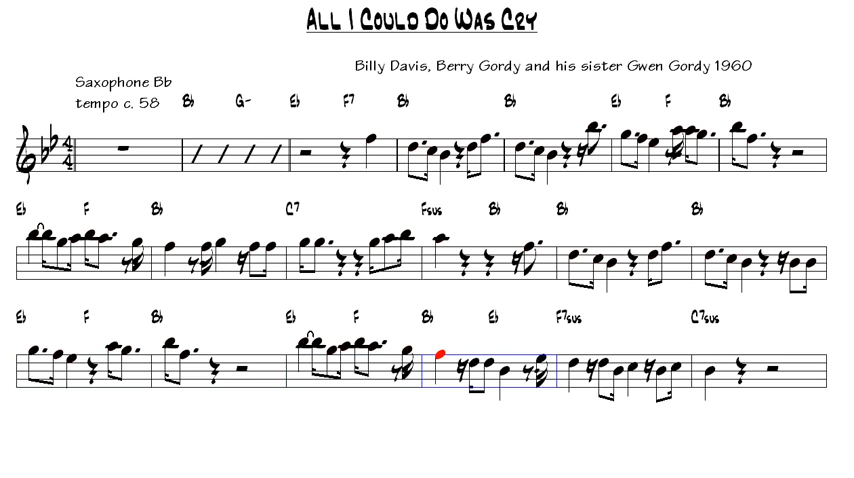 ALL I COULD DO WAS CRY
Billy Davis, Berry Gordy and his sister Gwen Gordy 1960
Saxophone Bb
tempo c. 58
B♭ G- E♭ F7 B♭ B♭ E♭ F B♭
E♭ F B♭ C7 Fsus B♭ B♭ B♭
E♭ F B♭ E♭ F B♭ E♭ F7sus C7sus